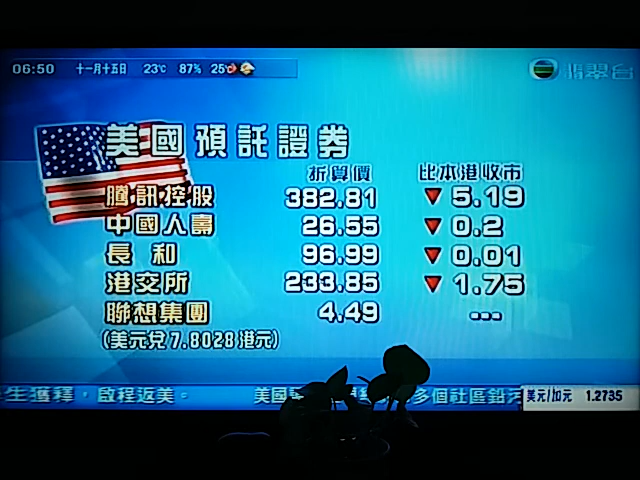 06:50 十一月十五日 23℃ 87% 25℃
翡翠台
美國預託證券
折算價 比本港收市
騰訊控股 382.81 ▼ 5.19
中國人壽 26.55 ▼ 0.2
長和 96.99 ▼ 0.01
港交所 233.85 ▼ 1.75
聯想集團 4.49 ---
(美元兌7.8028港元)
生獲釋，啟程返美。 美國 多個社區鉛
美元/加元 1.2735